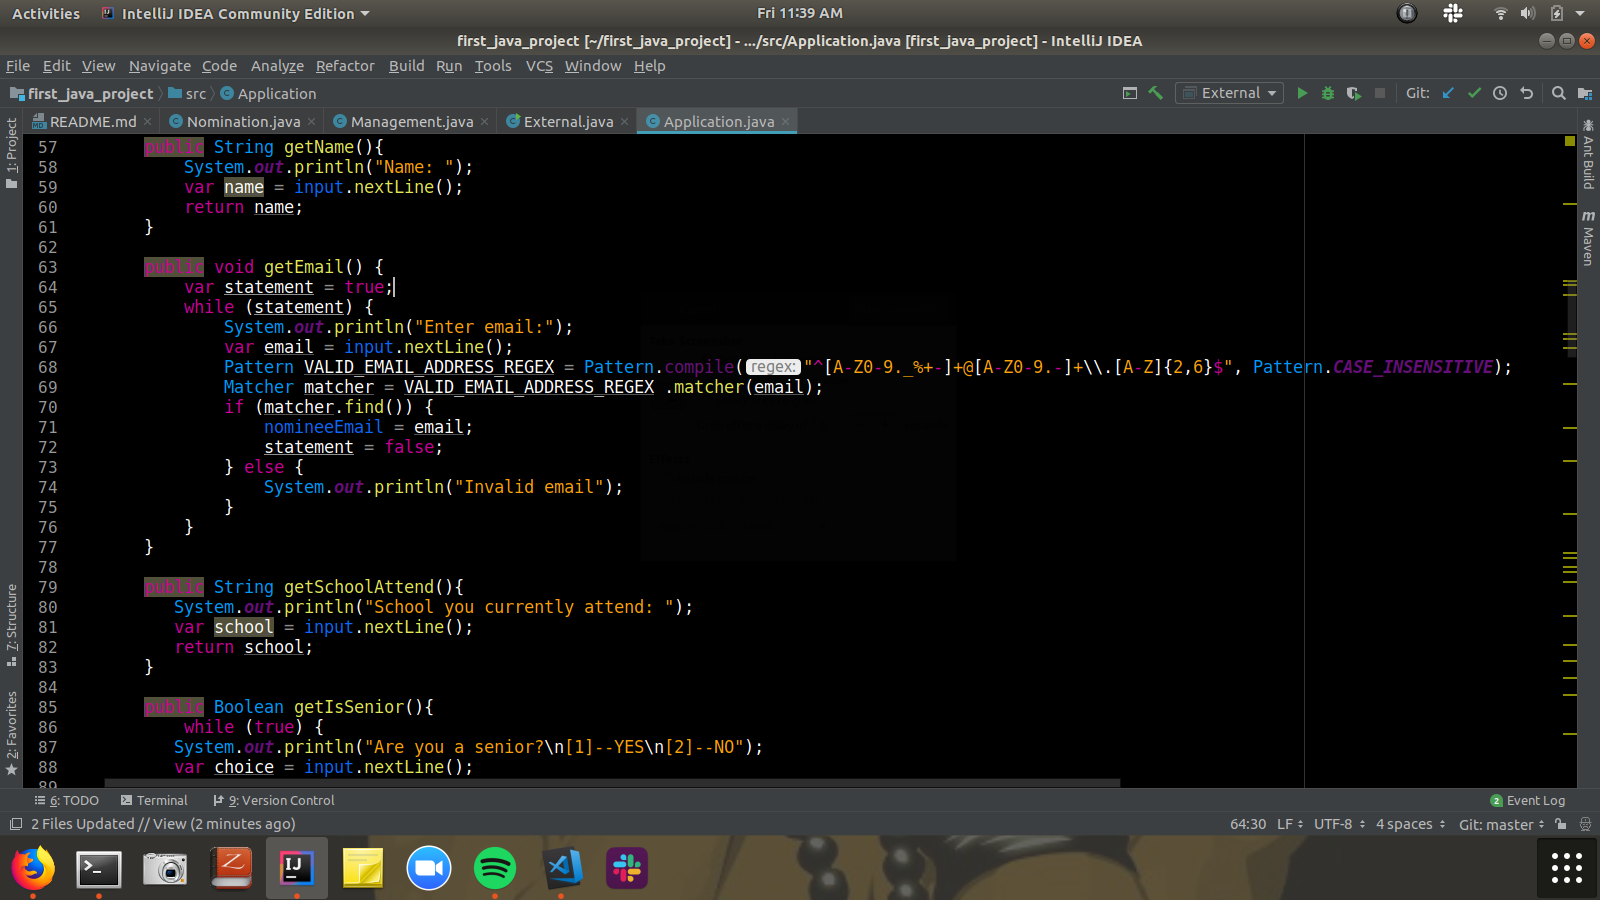 Activities IntelliJ IDEA Community Edition Fri 11:39 AM
first_java_project [~/first_java_project] - .../src/Application.java [first_java_project] - IntelliJ IDEA
File Edit View Navigate Code Analyze Refactor Build Run Tools VCS Window Help
first_java_project src Application External Git:
README.md Nomination.java Management.java External.java Application.java
1: Project
7: Structure
2: Favorites
Ant Build
Maven
57 public String getName(){
58 System.out.println("Name: ");
59 var name = input.nextLine();
60 return name;
61 }
62
63 public void getEmail() {
64 var statement = true;
65 while (statement) {
66 System.out.println("Enter email:");
67 var email = input.nextLine();
68 Pattern VALID_EMAIL_ADDRESS_REGEX = Pattern.compile( regex: "^[A-Z0-9._%+-]+@[A-Z0-9.-]+\\.[A-Z]{2,6}$", Pattern.CASE_INSENSITIVE);
69 Matcher matcher = VALID_EMAIL_ADDRESS_REGEX .matcher(email);
70 if (matcher.find()) {
71 nomineeEmail = email;
72 statement = false;
73 } else {
74 System.out.println("Invalid email");
75 }
76 }
77 }
78
79 public String getSchoolAttend(){
80 System.out.println("School you currently attend: ");
81 var school = input.nextLine();
82 return school;
83 }
84
85 public Boolean getIsSenior(){
86 while (true) {
87 System.out.println("Are you a senior?\n[1]--YES\n[2]--NO");
88 var choice = input.nextLine();
89
6: TODO Terminal 9: Version Control 2 Event Log
2 Files Updated // View (2 minutes ago) 64:30 LF UTF-8 4 spaces Git: master